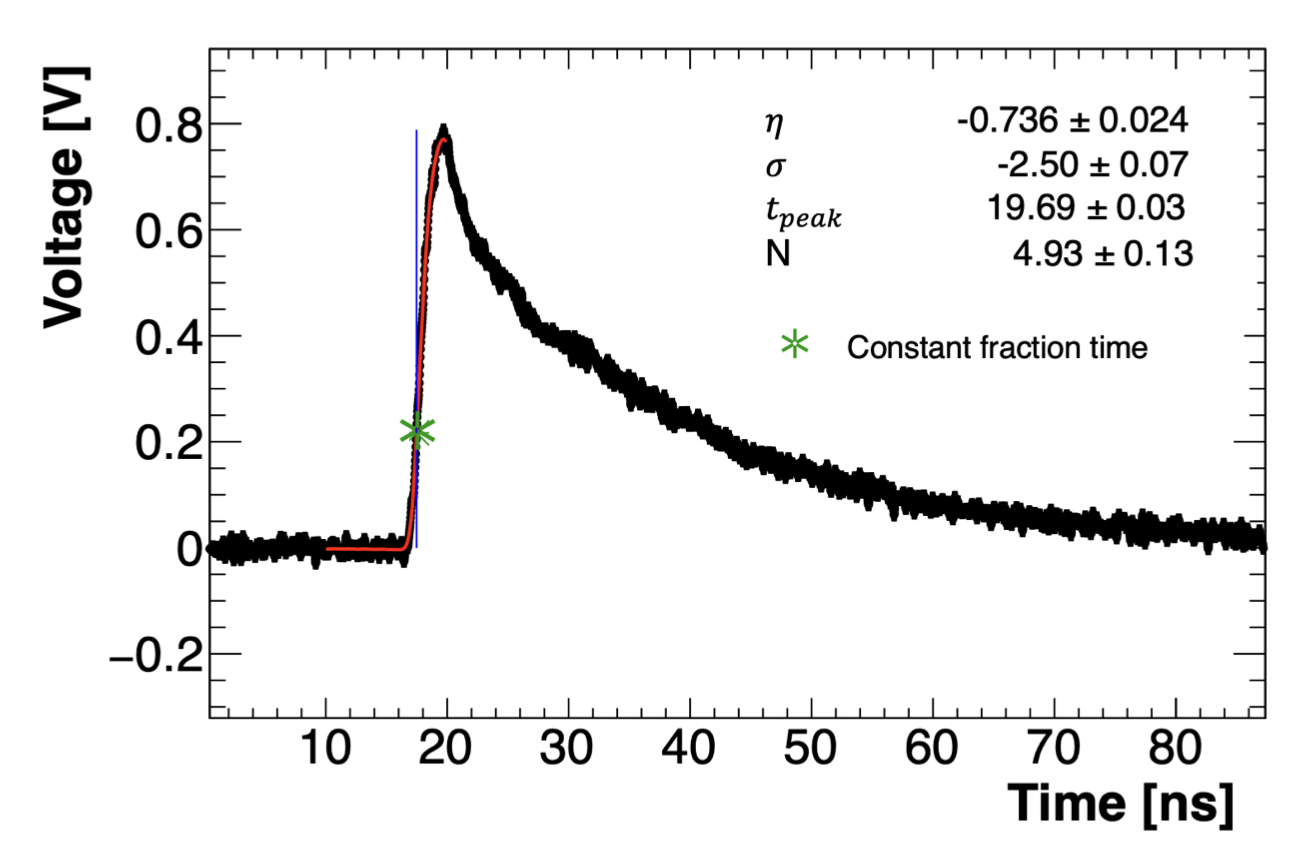 Voltage [V]
0.8
0.6
0.4
0.2
0
−0.2
η -0.736 ± 0.024
σ -2.50 ± 0.07
t_peak 19.69 ± 0.03
N 4.93 ± 0.13
Constant fraction time
10 20 30 40 50 60 70 80
Time [ns]